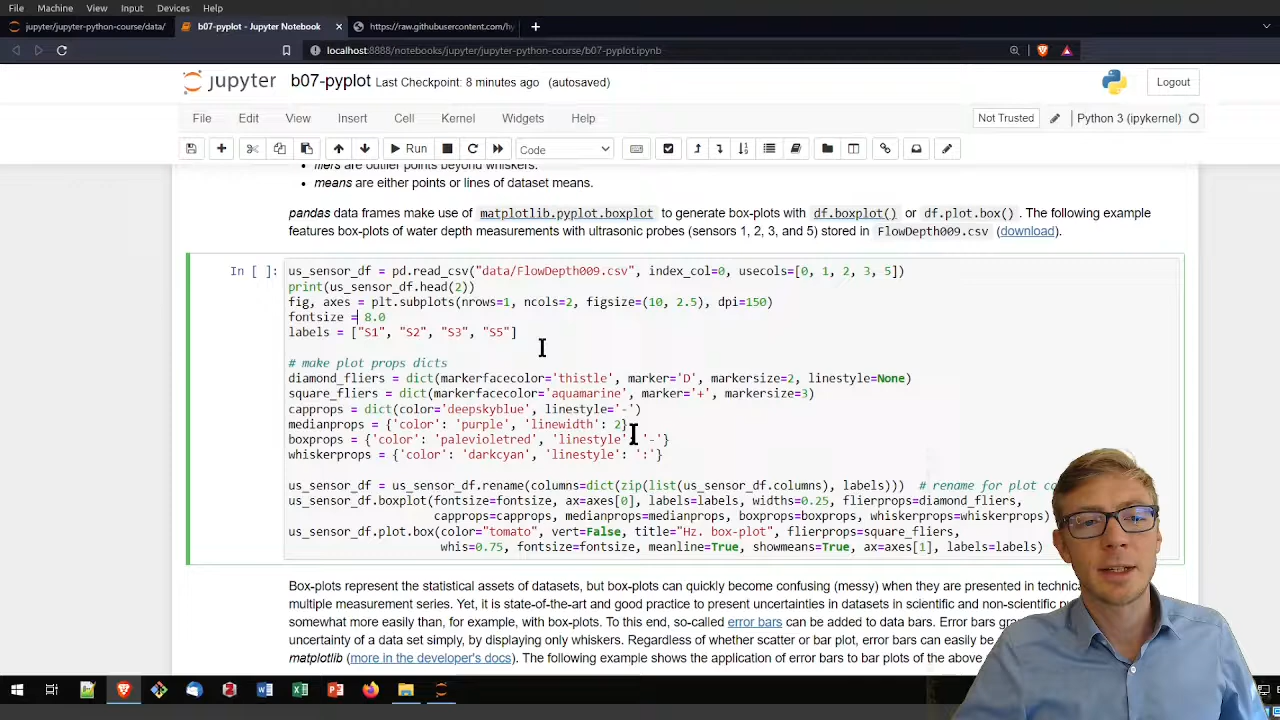 File Machine View Input Devices Help
jupyter/jupyter-python-course/data/ b07-pyplot - Jupyter Notebook https://raw.githubusercontent.com/hy
localhost:8888/notebooks/jupyter/jupyter-python-course/b07-pyplot.ipynb
jupyter b07-pyplot Last Checkpoint: 8 minutes ago (autosaved) Logout
File Edit View Insert Cell Kernel Widgets Help Not Trusted Python 3 (ipykernel)
Run Code
fliers are outlier points beyond whiskers.
means are either points or lines of dataset means.
pandas data frames make use of matplotlib.pyplot.boxplot to generate box-plots with df.boxplot() or df.plot.box(). The following example
features box-plots of water depth measurements with ultrasonic probes (sensors 1, 2, 3, and 5) stored in FlowDepth009.csv (download).
In [ ]: us_sensor_df = pd.read_csv("data/FlowDepth009.csv", index_col=0, usecols=[0, 1, 2, 3, 5])
print(us_sensor_df.head(2))
fig, axes = plt.subplots(nrows=1, ncols=2, figsize=(10, 2.5), dpi=150)
fontsize = 8.0
labels = ["S1", "S2", "S3", "S5"]
# make plot props dicts
diamond_fliers = dict(markerfacecolor='thistle', marker='D', markersize=2, linestyle=None)
square_fliers = dict(markerfacecolor='aquamarine', marker='+', markersize=3)
capprops = dict(color='deepskyblue', linestyle='-')
medianprops = {'color': 'purple', 'linewidth': 2}
boxprops = {'color': 'palevioletred', 'linestyle' '-'}
whiskerprops = {'color': 'darkcyan', 'linestyle': ':'}
us_sensor_df = us_sensor_df.rename(columns=dict(zip(list(us_sensor_df.columns), labels))) # rename for plot co
us_sensor_df.boxplot(fontsize=fontsize, ax=axes[0], labels=labels, widths=0.25, flierprops=diamond_fliers,
capprops=capprops, medianprops=medianprops, boxprops=boxprops, whiskerprops=whiskerprops)
us_sensor_df.plot.box(color="tomato", vert=False, title="Hz. box-plot", flierprops=square_fliers,
whis=0.75, fontsize=fontsize, meanline=True, showmeans=True, ax=axes[1], labels=labels)
Box-plots represent the statistical assets of datasets, but box-plots can quickly become confusing (messy) when they are presented in technica
multiple measurement series. Yet, it is state-of-the-art and good practice to present uncertainties in datasets in scientific and non-scientific
somewhat more easily than, for example, with box-plots. To this end, so-called error bars can be added to data bars. Error bars
uncertainty of a data set simply, by displaying only whiskers. Regardless of whether scatter or bar plot, error bars can easily be
matplotlib (more in the developer's docs). The following example shows the application of error bars to bar plots of the above